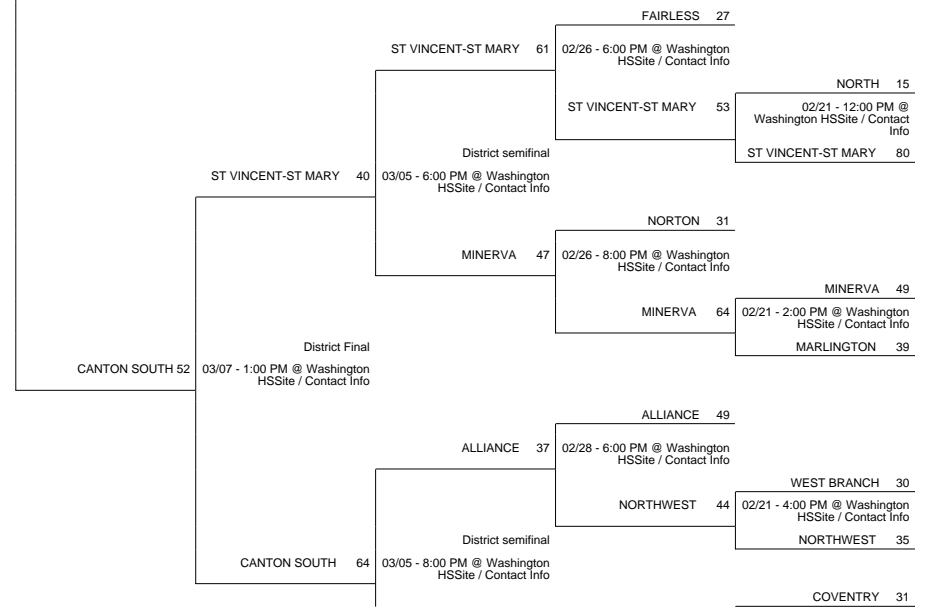 FAIRLESS 27
ST VINCENT-ST MARY 61
02/26 - 6:00 PM @ Washington
HSSite / Contact Info
NORTH 15
ST VINCENT-ST MARY 53
02/21 - 12:00 PM @
Washington HSSite / Contact
Info
District semifinal
ST VINCENT-ST MARY 80
ST VINCENT-ST MARY 40
03/05 - 6:00 PM @ Washington
HSSite / Contact Info
NORTON 31
MINERVA 47
02/26 - 8:00 PM @ Washington
HSSite / Contact Info
MINERVA 49
MINERVA 64
02/21 - 2:00 PM @ Washington
HSSite / Contact Info
District Final
MARLINGTON 39
CANTON SOUTH 52
03/07 - 1:00 PM @ Washington
HSSite / Contact Info
ALLIANCE 49
ALLIANCE 37
02/28 - 6:00 PM @ Washington
HSSite / Contact Info
WEST BRANCH 30
NORTHWEST 44
02/21 - 4:00 PM @ Washington
HSSite / Contact Info
District semifinal
NORTHWEST 35
CANTON SOUTH 64
03/05 - 8:00 PM @ Washington
HSSite / Contact Info
COVENTRY 31